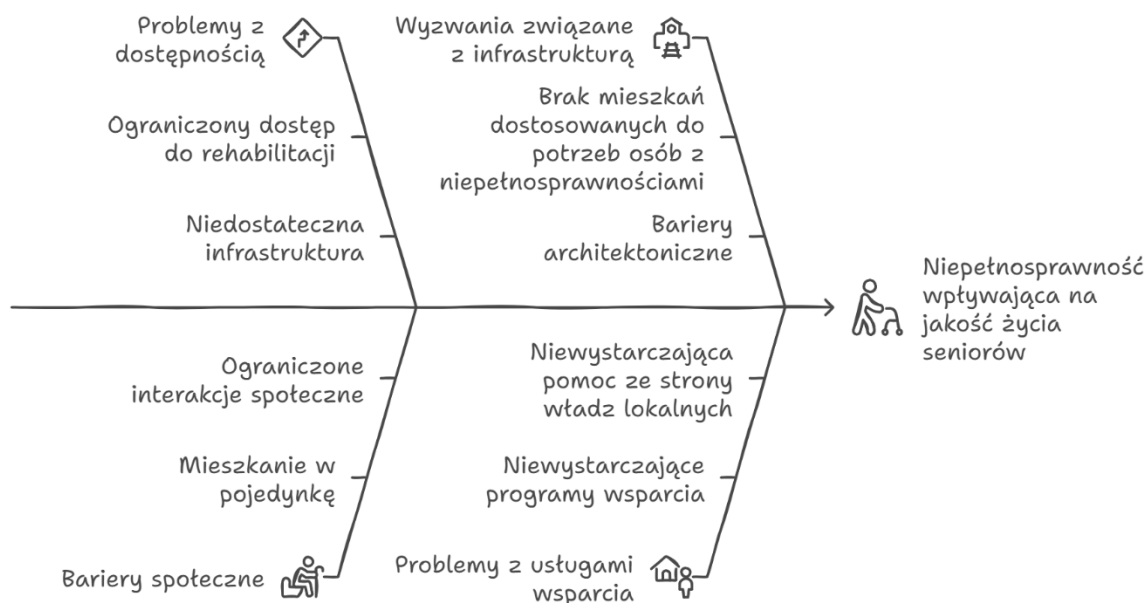 Problemy z
dostępnością
Ograniczony dostęp
do rehabilitacji
Niedostateczna
infrastruktura
Wyzwania związane
z infrastrukturą
Brak mieszkań
dostosowanych do
potrzeb osób z
niepełnosprawnościami
Bariery
architektoniczne
Niepełnosprawność
wpływająca na
jakość życia
seniorów
Ograniczone
interakcje społeczne
Mieszkanie w
pojedynkę
Bariery społeczne
Niewystarczająca
pomoc ze strony
władz lokalnych
Niewystarczające
programy wsparcia
Problemy z usługami
wsparcia